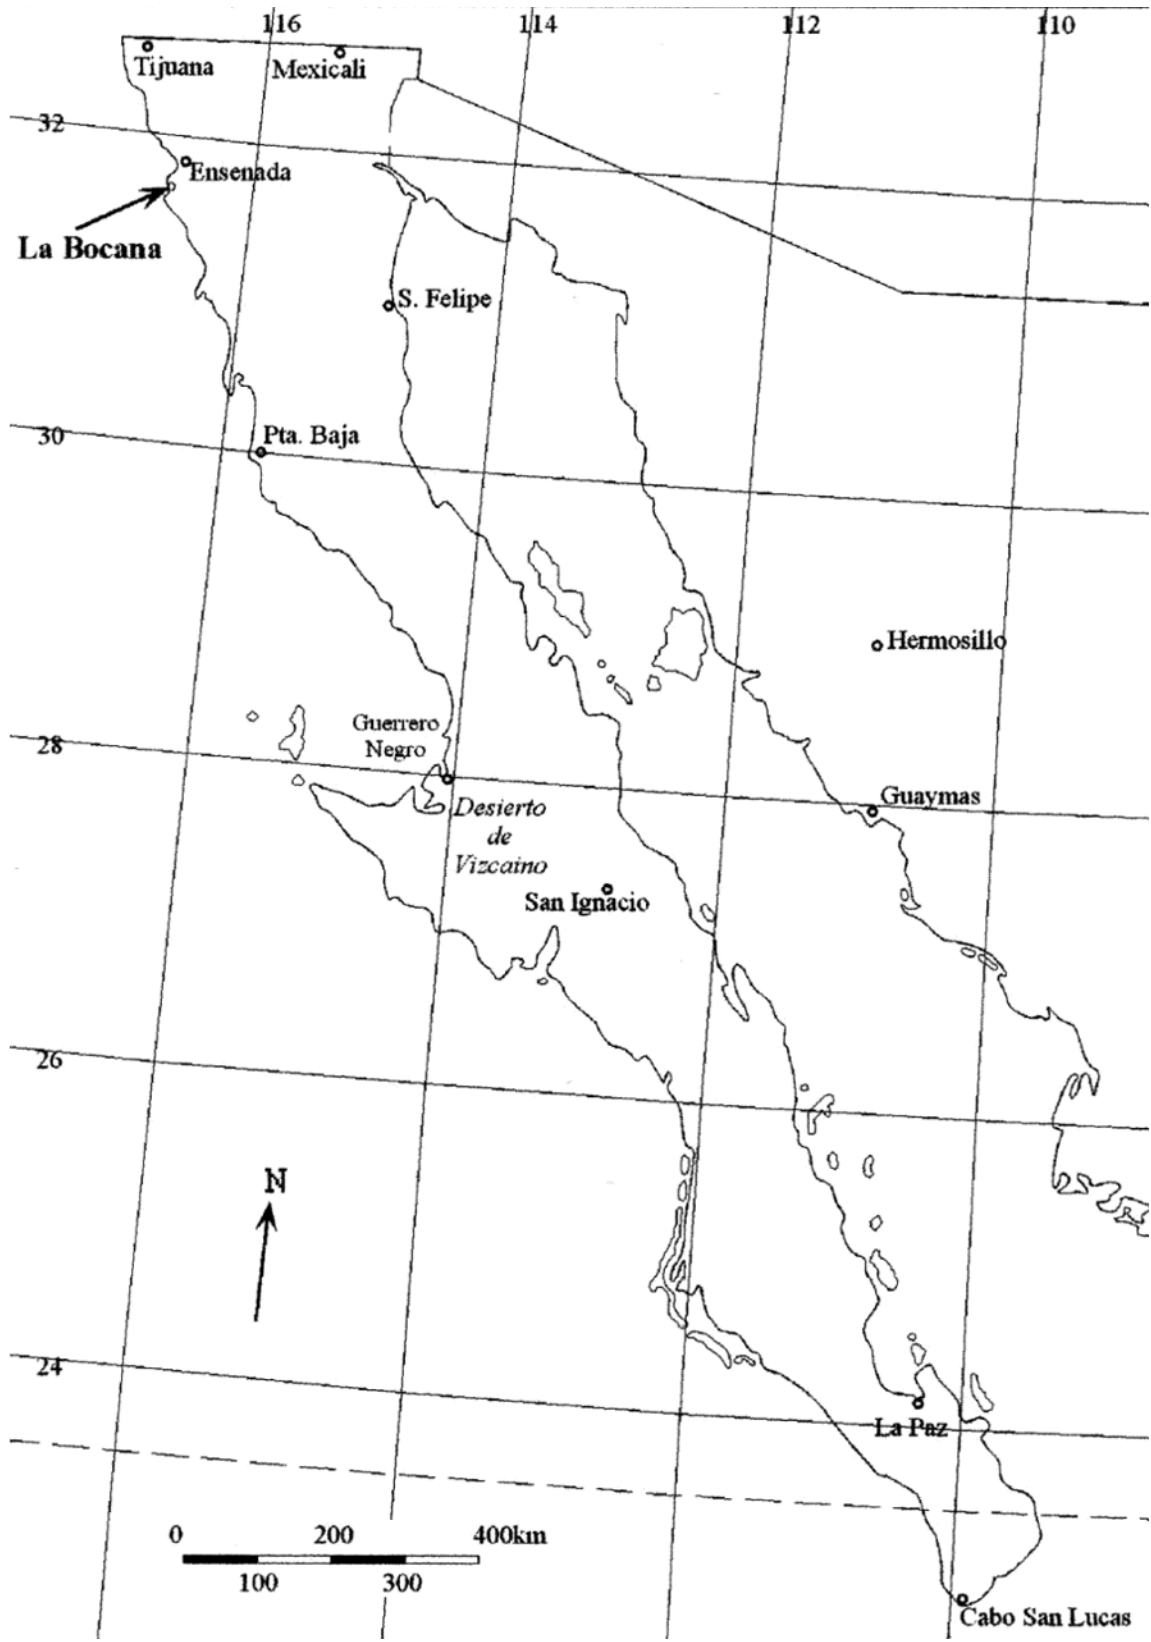 116
114
112
110
Tijuana
Mexicali
32
Ensenada
La Bocana
S. Felipe
30
Pta. Baja
Hermosillo
Guerrero
Negro
28
Desierto
de
Vizcaino
Guaymas
San Ignacio
26
N
24
La Paz
0
200
400km
100
300
Cabo San Lucas